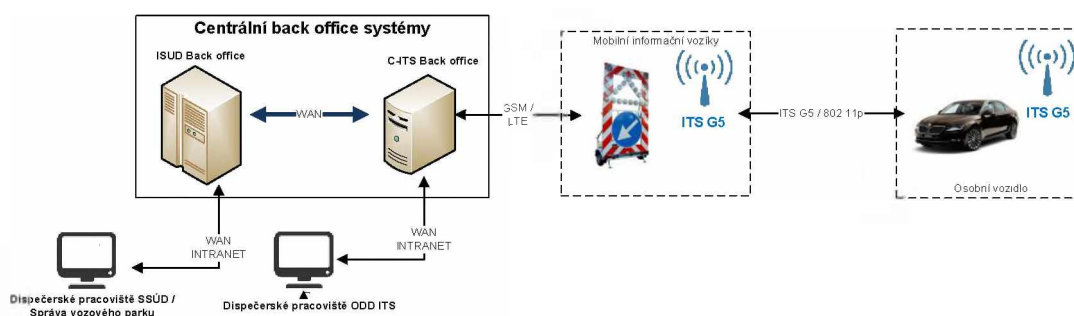 Centrální back office systémy
ISUD Back office
C-ITS Back office
WAN
GSM /
LTE
Mobilní informační vozíky
ITS G5
ITS G5 / 802 11p
ITS G5
Osobní vozidlo
WAN
INTRANET
WAN
INTRANET
Dispečerské pracoviště SSÚD /
Správa vozového parku
Dispečerské pracoviště ODD ITS